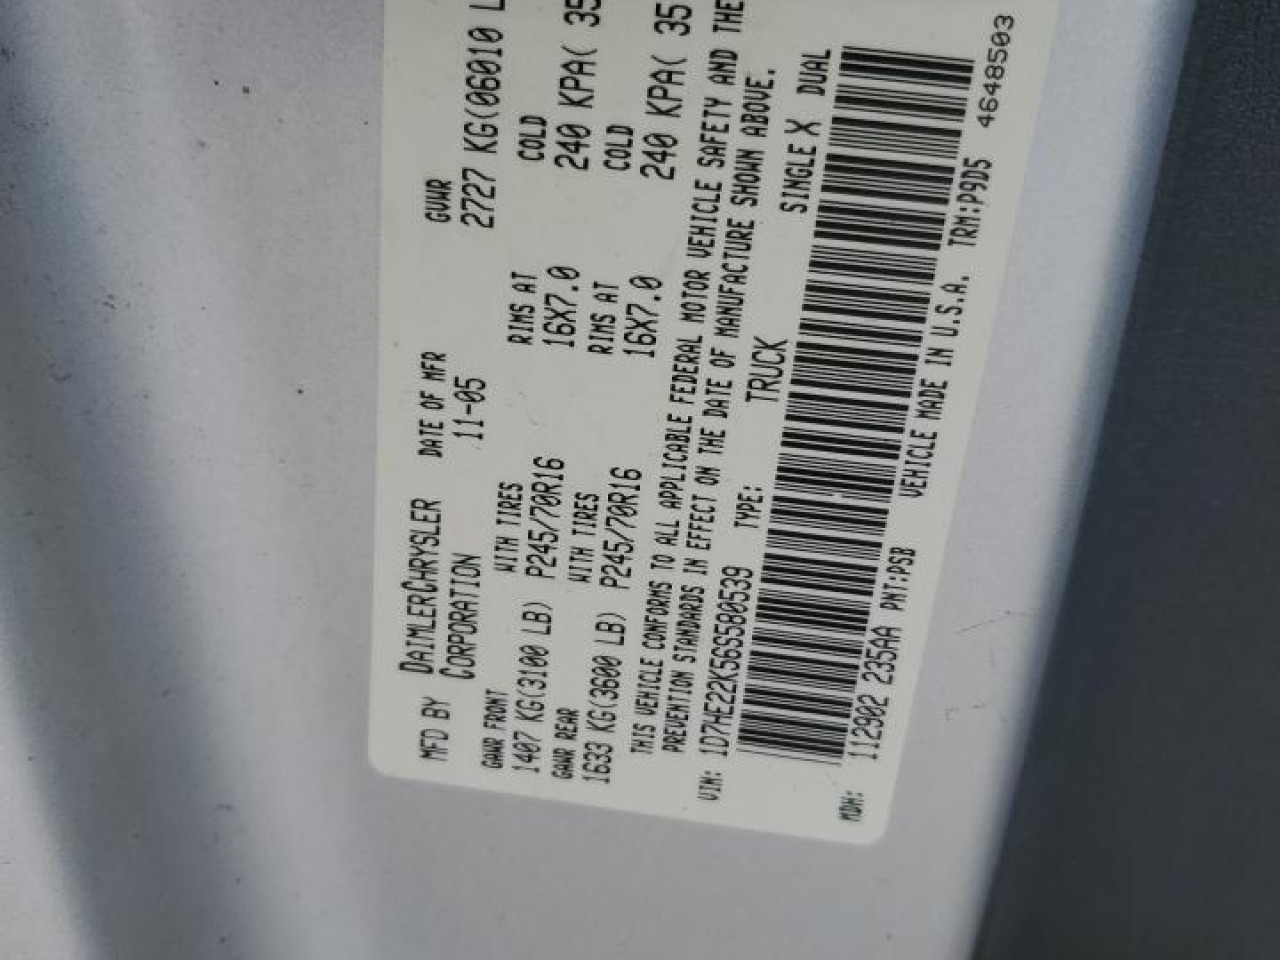 MFD BY DAIMLERCHRYSLER CORPORATION DATE OF MFR 11-05 GVWR 2727 KG(06010 L
GAWR FRONT WITH TIRES RIMS AT COLD
1407 KG(3100 LB) P245/70R16 16X7.0 240 KPA( 35
GAWR REAR WITH TIRES RIMS AT COLD
1633 KG(3600 LB) P245/70R16 16X7.0 240 KPA( 35
THIS VEHICLE CONFORMS TO ALL APPLICABLE FEDERAL MOTOR VEHICLE SAFETY AND THE
PREVENTION STANDARDS IN EFFECT ON THE DATE OF MANUFACTURE SHOWN ABOVE.
VIN: 1D7HE22K56S580539 TYPE: TRUCK SINGLE X DUAL
MDH: 112902 235AA PNT:PSB VEHICLE MADE IN U.S.A. TRM:P9D5 4648503